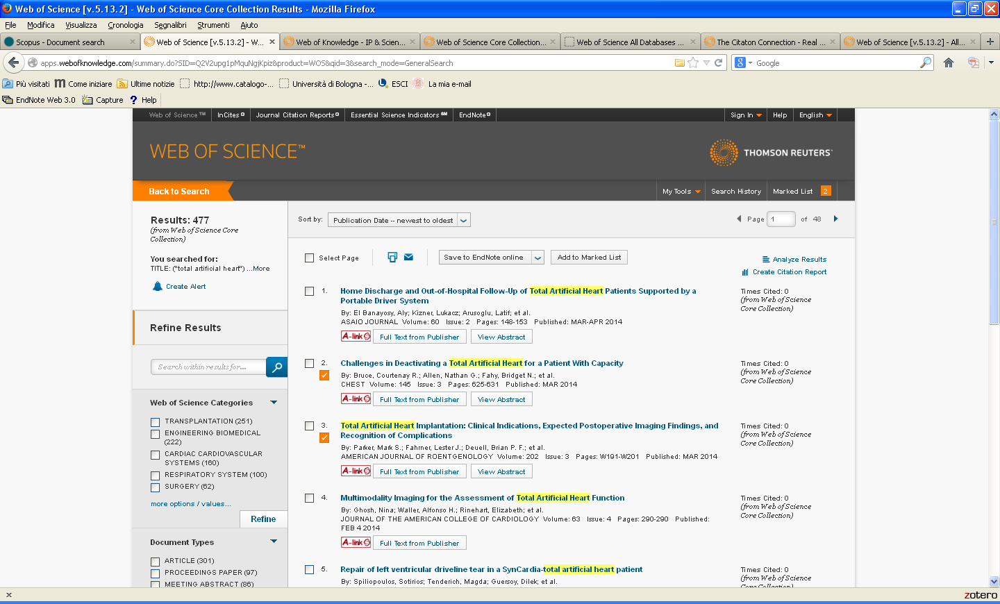 Web of Science [v.5.13.2] - Web of Science Core Collection Results - Mozilla Firefox
File Modifica Visualizza Cronologia Segnalibri Strumenti Aiuto
Scopus - Document search × Web of Science [v.5.13.2] - W... × Web of Knowledge - IP & Scien... × Web of Science Core Collection... × Web of Science All Databases ... × The Citaton Connection - Real ... × Web of Science [v.5.13.2] - All... × +
apps.webofknowledge.com/summary.do?SID=Q2V2upg1pMquNgjKpiz&product=WOS&qid=3&search_mode=GeneralSearch Google
Più visitati Come iniziare Ultime notizie http://www.catalogo-... Università di Bologna -... ESCI La mia e-mail
EndNote Web 3.0 Capture ? Help
Web of Science ™ InCites Journal Citation Reports Essential Science Indicators SM EndNote Sign In Help English
WEB OF SCIENCE™
THOMSON REUTERS
Back to Search
My Tools Search History Marked List 2
Results: 477
(from Web of Science Core
Collection)
You searched for:
TITLE: ("total artificial heart") ...More
Create Alert
Refine Results
Search within results for...
Web of Science Categories
TRANSPLANTATION (251)
ENGINEERING BIOMEDICAL
(222)
CARDIAC CARDIOVASCULAR
SYSTEMS (160)
RESPIRATORY SYSTEM (100)
SURGERY (62)
more options / values...
Refine
Document Types
ARTICLE (301)
PROCEEDINGS PAPER (97)
MEETING ABSTRACT (86)
Sort by: Publication Date -- newest to oldest
Page 1 of 48
Select Page Save to EndNote online Add to Marked List
Analyze Results
Create Citation Report
1. Home Discharge and Out-of-Hospital Follow-Up of Total Artificial Heart Patients Supported by a
Portable Driver System
By: El Banayosy, Aly; Kizner, Lukacz; Arusoglu, Latif; et al.
ASAIO JOURNAL Volume: 60 Issue: 2 Pages: 148-153 Published: MAR-APR 2014
A-link S Full Text from Publisher View Abstract
Times Cited: 0
(from Web of Science
Core Collection)
2. Challenges in Deactivating a Total Artificial Heart for a Patient With Capacity
By: Bruce, Courtenay R.; Allen, Nathan G.; Fahy, Bridget N.; et al.
CHEST Volume: 145 Issue: 3 Pages: 625-631 Published: MAR 2014
A-link S Full Text from Publisher View Abstract
Times Cited: 0
(from Web of Science
Core Collection)
3. Total Artificial Heart Implantation: Clinical Indications, Expected Postoperative Imaging Findings, and
Recognition of Complications
By: Parker, Mark S.; Fahrner, Lester J.; Deuell, Brian P. F.; et al.
AMERICAN JOURNAL OF ROENTGENOLOGY Volume: 202 Issue: 3 Pages: W191-W201 Published: MAR 2014
A-link S Full Text from Publisher View Abstract
Times Cited: 0
(from Web of Science
Core Collection)
4. Multimodality Imaging for the Assessment of Total Artificial Heart Function
By: Ghosh, Nina; Waller, Alfonso H.; Rinehart, Elizabeth; et al.
JOURNAL OF THE AMERICAN COLLEGE OF CARDIOLOGY Volume: 63 Issue: 4 Pages: 290-290 Published:
FEB 4 2014
A-link S Full Text from Publisher
Times Cited: 0
(from Web of Science
Core Collection)
5. Repair of left ventricular driveline tear in a SynCardia-total artificial heart patient
By: Spiliopoulos, Sotirios; Tenderich, Magda; Guersoy, Dilek; et al.
Times Cited: 0
(from Web of Science
Core Collection)
× zotero